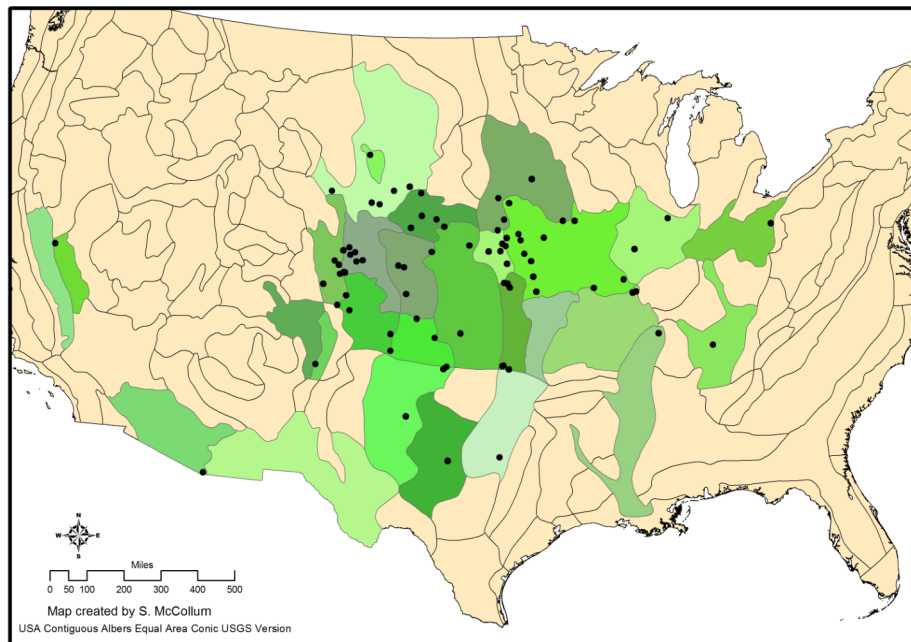 N
W E
S
Miles
0 50 100 200 300 400 500
Map created by S. McCollum
USA Contiguous Albers Equal Area Conic USGS Version